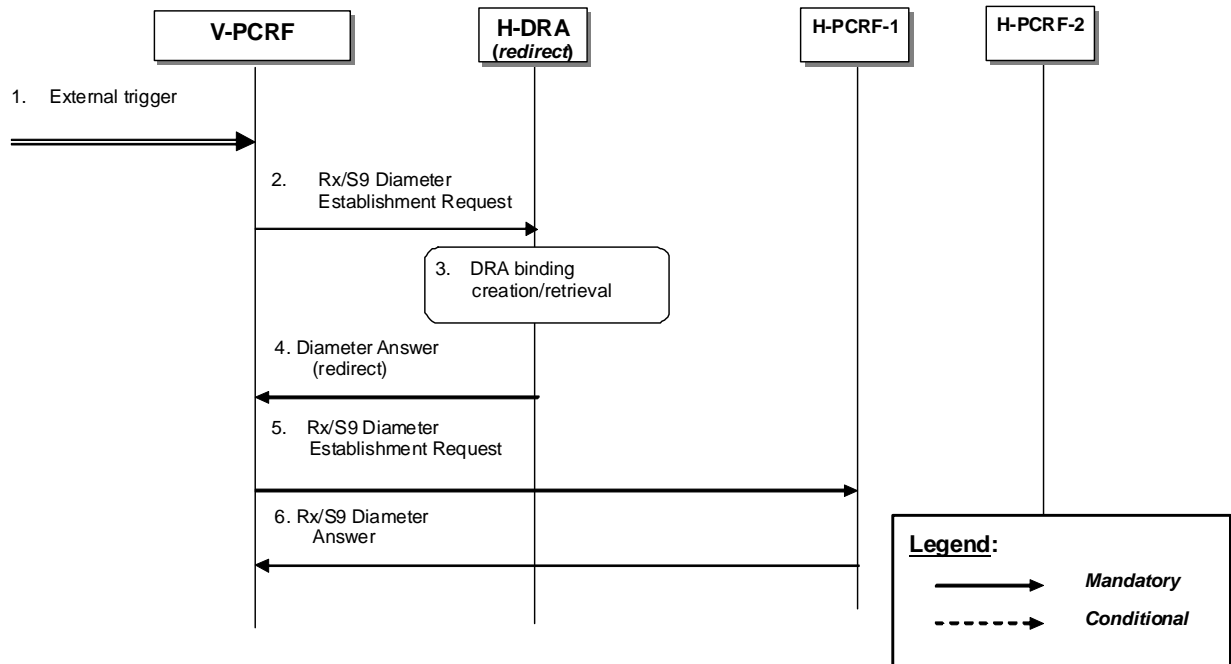 V-PCRF
H-DRA
(redirect)
H-PCRF-1
H-PCRF-2
1. External trigger
2. Rx/S9 Diameter
Establishment Request
3. DRA binding
creation/retrieval
4. Diameter Answer
(redirect)
5. Rx/S9 Diameter
Establishment Request
6. Rx/S9 Diameter
Answer
Legend:
Mandatory
Conditional